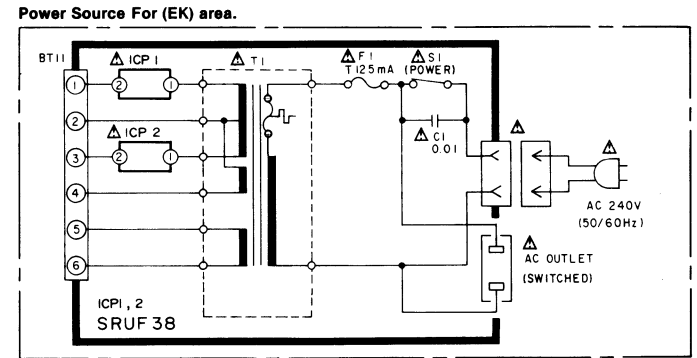 Power Source For (EK) area.
BT11
ICP 1
T1
F1
T125mA
S1
(POWER)
1
2
1
2
ICP 2
C1
0.01
3
2
1
4
AC 240V
(50/60Hz)
5
AC OUTLET
(SWITCHED)
6
ICP1, 2
SRUF38